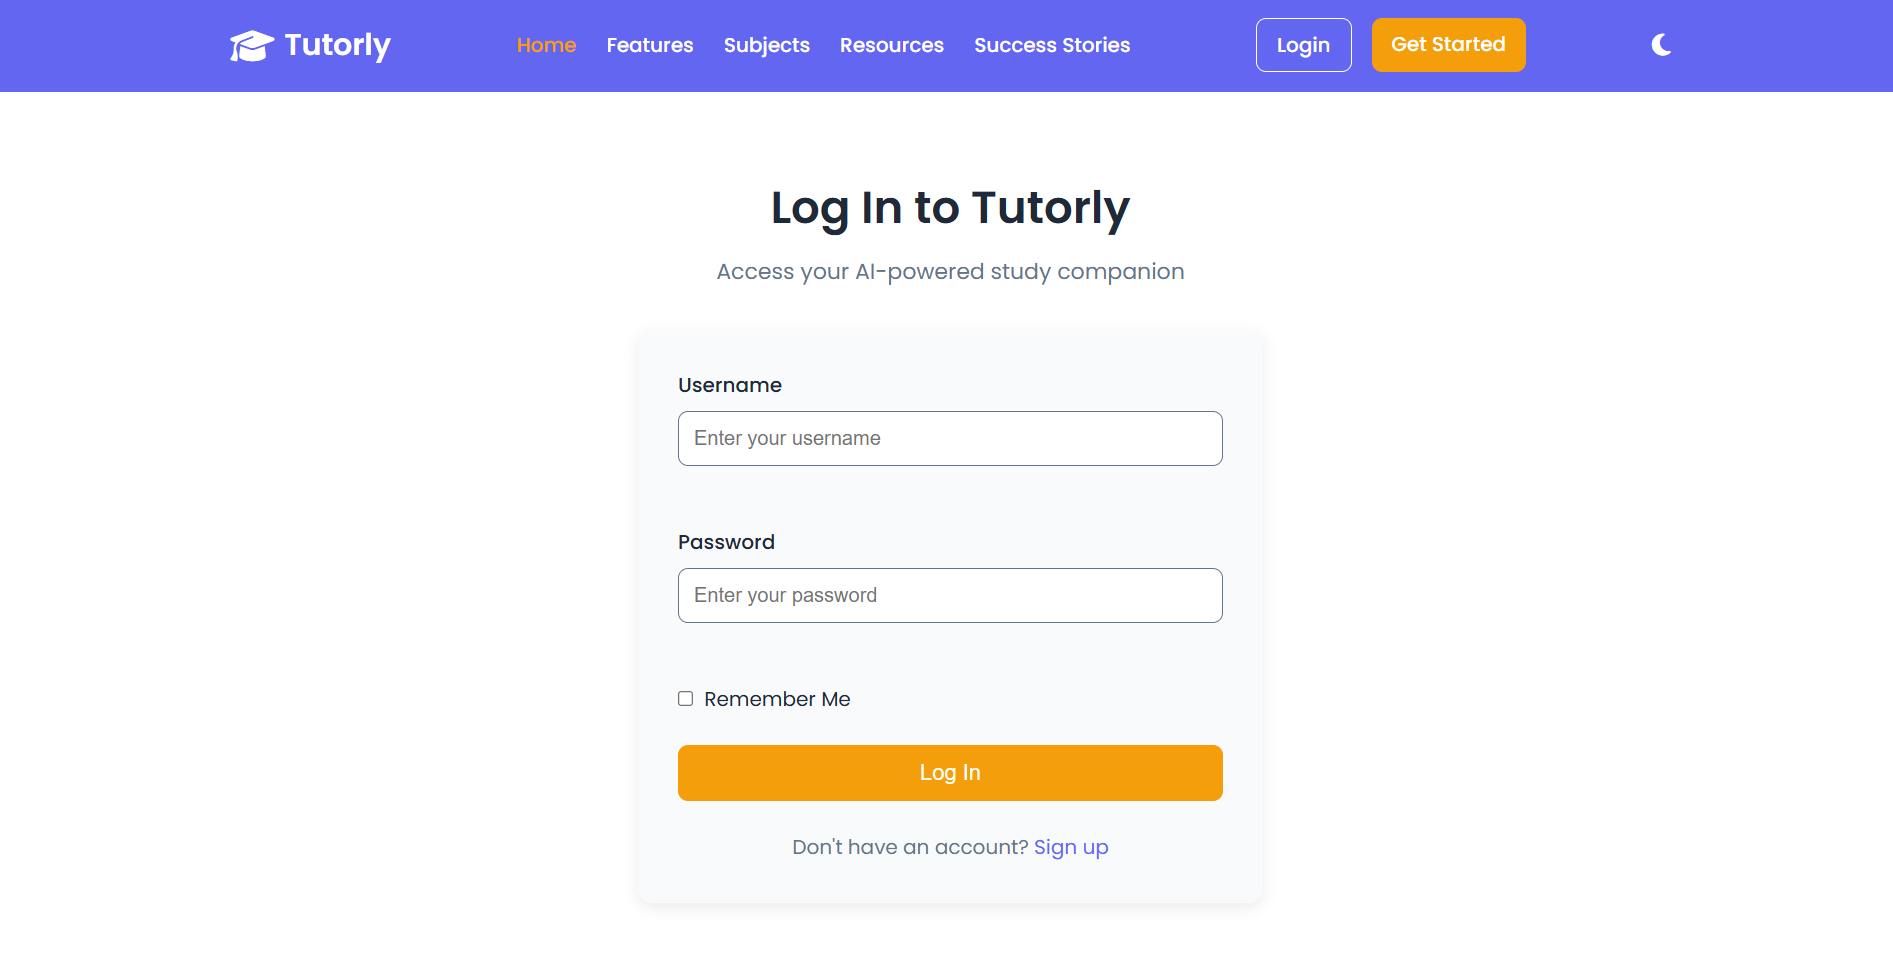 Tutorly
Home Features Subjects Resources Success Stories
Login
Get Started
Log In to Tutorly
Access your AI-powered study companion
Username
Enter your username
Password
Enter your password
Remember Me
Log In
Don't have an account? Sign up